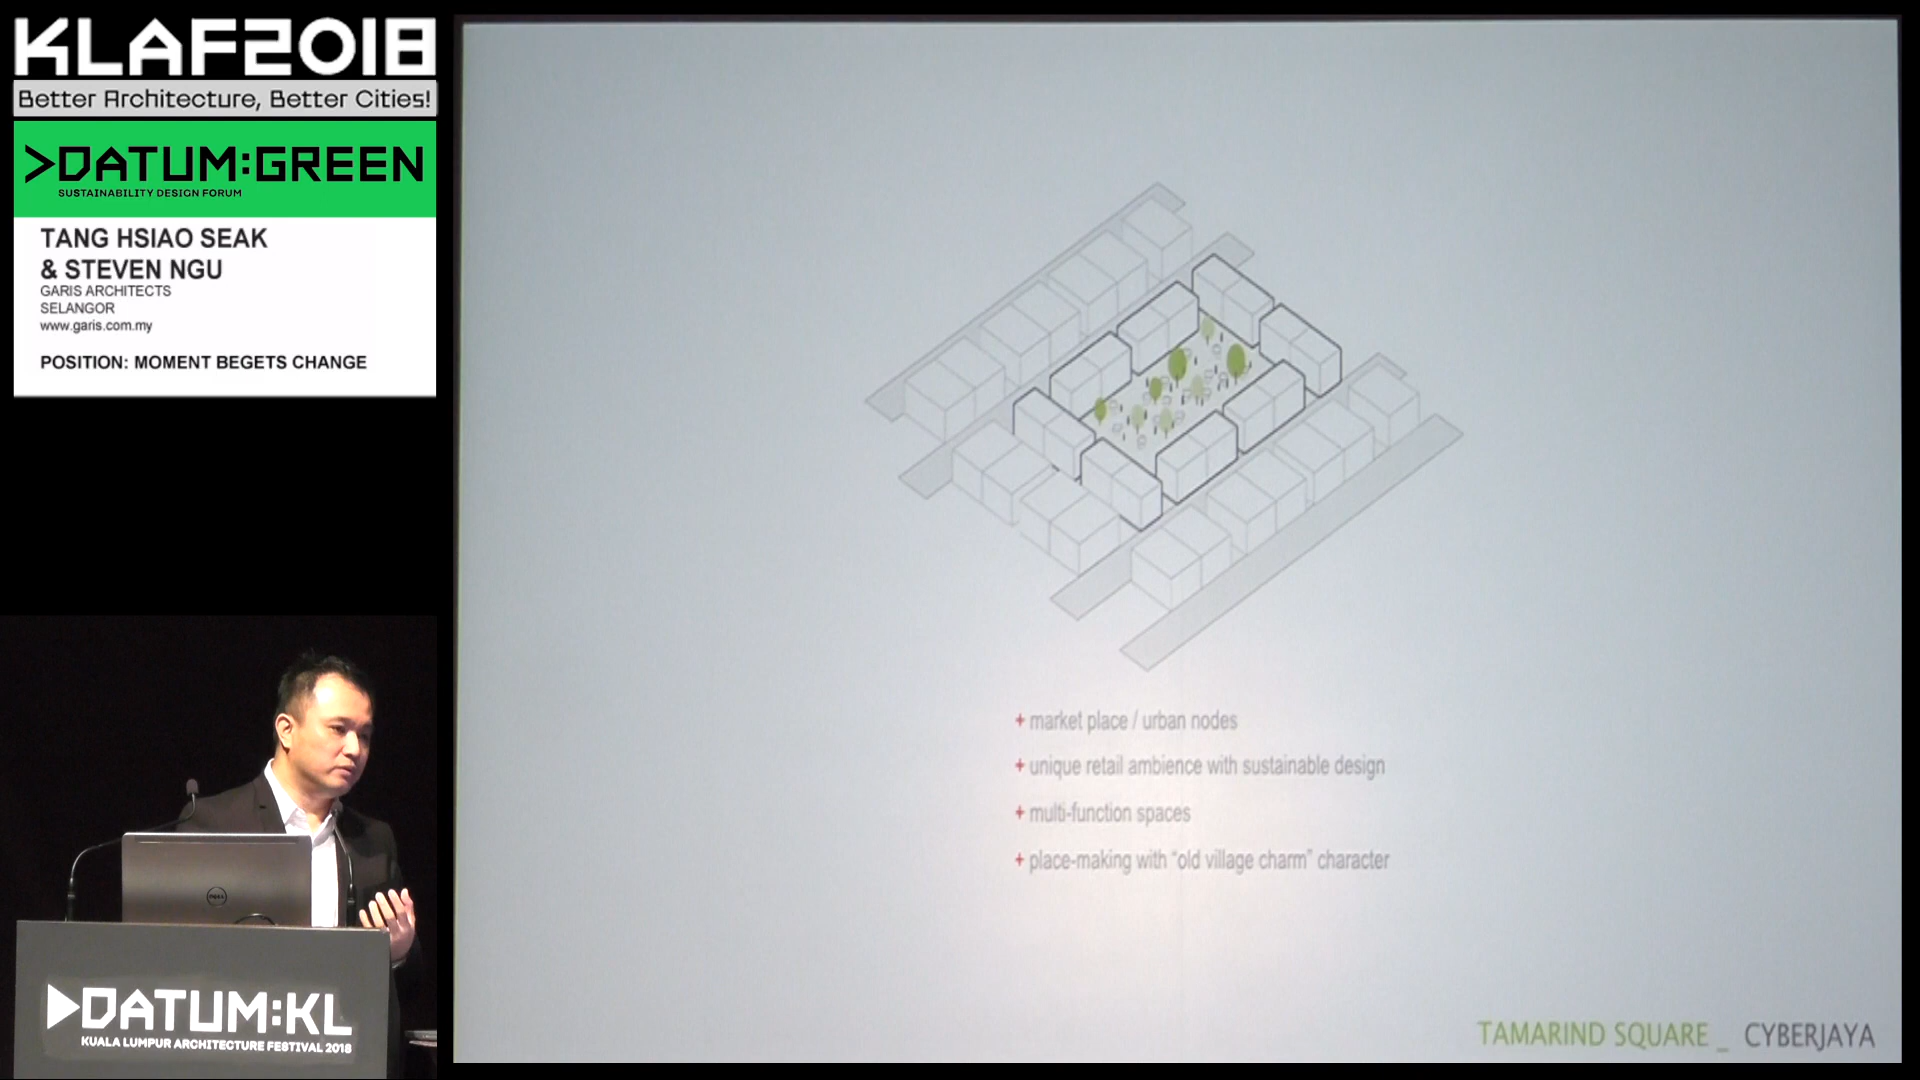 KLAF2018
Better Architecture, Better Cities!
>DATUM:GREEN
SUSTAINABILITY DESIGN FORUM
TANG HSIAO SEAK
& STEVEN NGU
GARIS ARCHITECTS
SELANGOR
www.garis.com.my
POSITION: MOMENT BEGETS CHANGE
+ market place / urban nodes
+ unique retail ambience with sustainable design
+ multi-function spaces
+ place-making with "old village charm" character
TAMARIND SQUARE _ CYBERJAYA
DELL
DATUM:KL
KUALA LUMPUR ARCHITECTURE FESTIVAL 2018